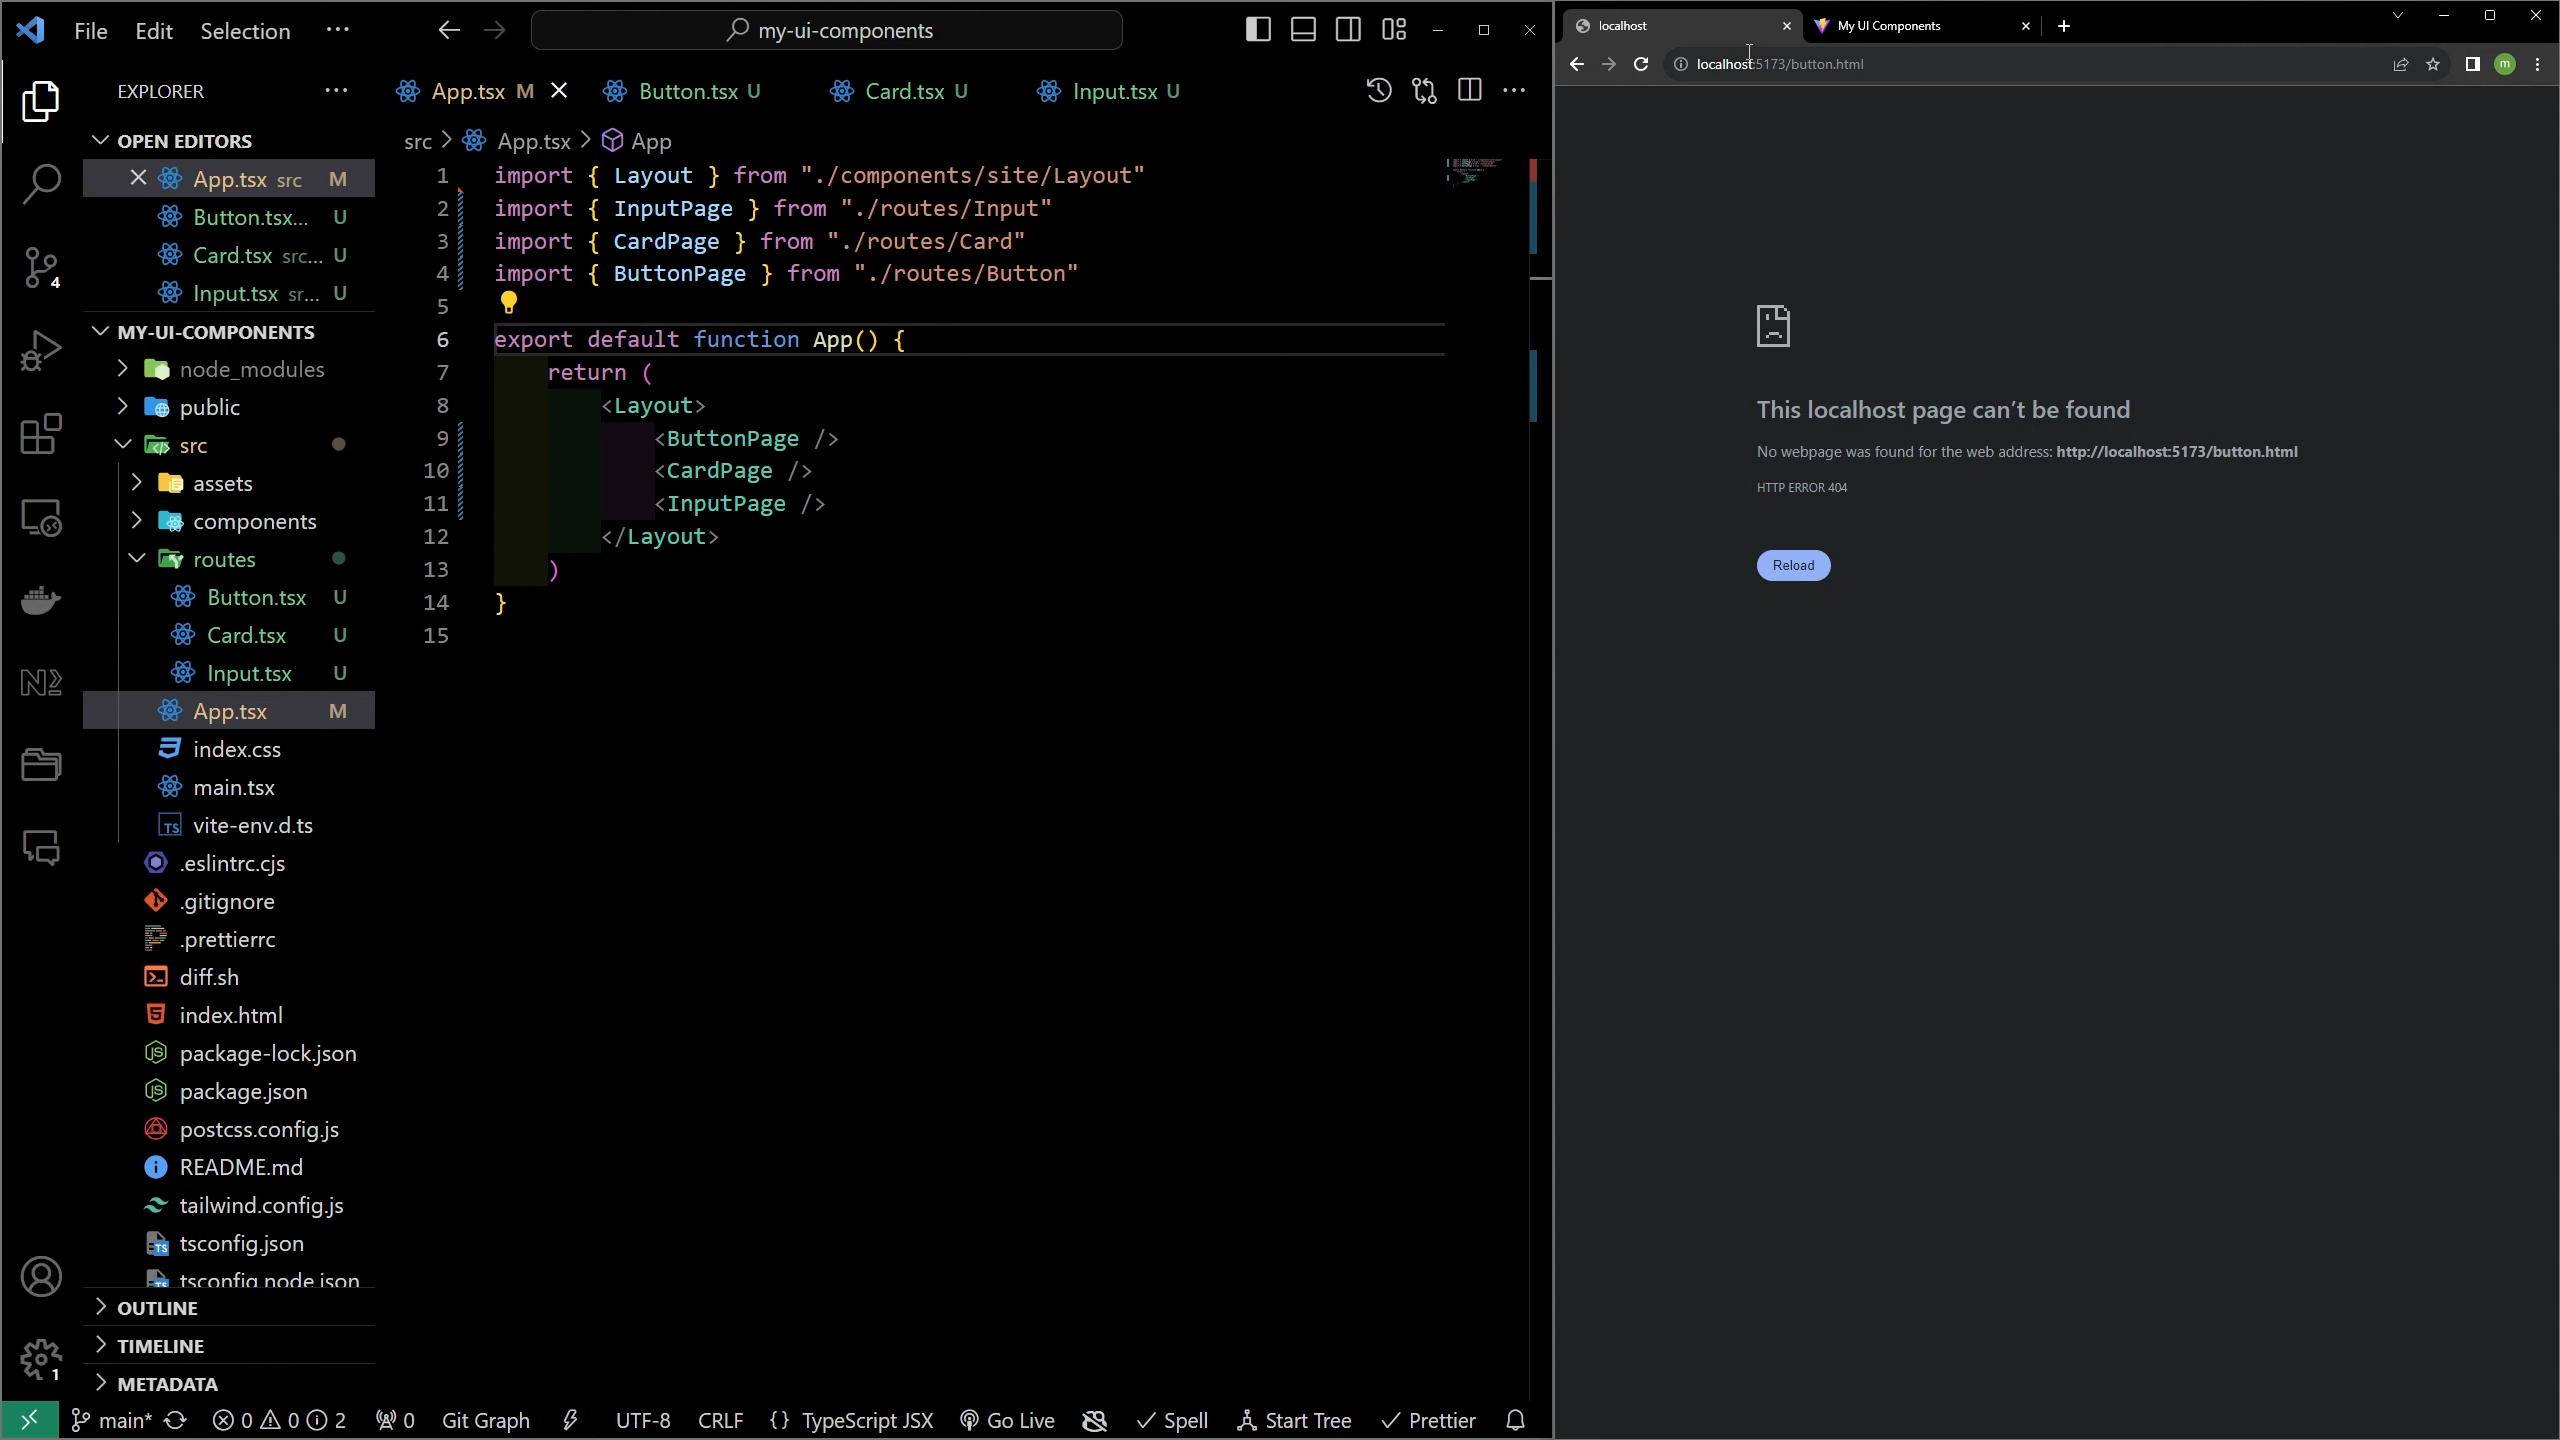 File Edit Selection ···
my-ui-components
EXPLORER ···
OPEN EDITORS
App.tsx src M
Button.tsx... U
Card.tsx src... U
Input.tsx sr... U
MY-UI-COMPONENTS
node_modules
public
src
assets
components
routes
Button.tsx U
Card.tsx U
Input.tsx U
App.tsx M
index.css
main.tsx
TS vite-env.d.ts
.eslintrc.cjs
.gitignore
.prettierrc
diff.sh
index.html
package-lock.json
package.json
postcss.config.js
README.md
tailwind.config.js
tsconfig.json
tsconfig.node.json
OUTLINE
TIMELINE
METADATA
4
1
App.tsx M Button.tsx U Card.tsx U Input.tsx U
src > App.tsx > App
1 import { Layout } from "./components/site/Layout"
2 import { InputPage } from "./routes/Input"
3 import { CardPage } from "./routes/Card"
4 import { ButtonPage } from "./routes/Button"
5
6 export default function App() {
7 return (
8 <Layout>
9 <ButtonPage />
10 <CardPage />
11 <InputPage />
12 </Layout>
13 )
14 }
15
main* 0 0 2 0 Git Graph UTF-8 CRLF {} TypeScript JSX Go Live Spell Start Tree Prettier
localhost My UI Components
localhost:5173/button.html
m
This localhost page can't be found
No webpage was found for the web address: http://localhost:5173/button.html
HTTP ERROR 404
Reload